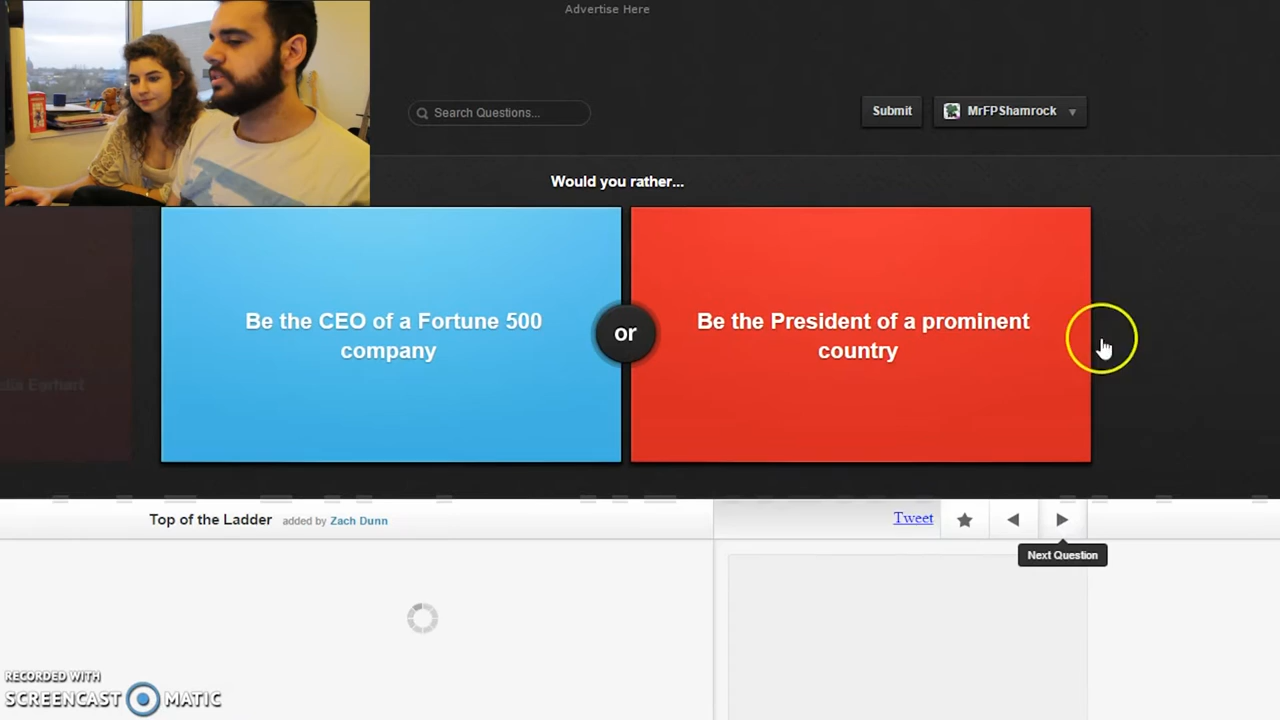 Advertise Here
Search Questions...
Submit
MrFPShamrock
Would you rather...
Be the CEO of a Fortune 500
company
or
Be the President of a prominent
country
Top of the Ladder added by Zach Dunn
Tweet
Next Question
RECORDED WITH
SCREENCAST MATIC